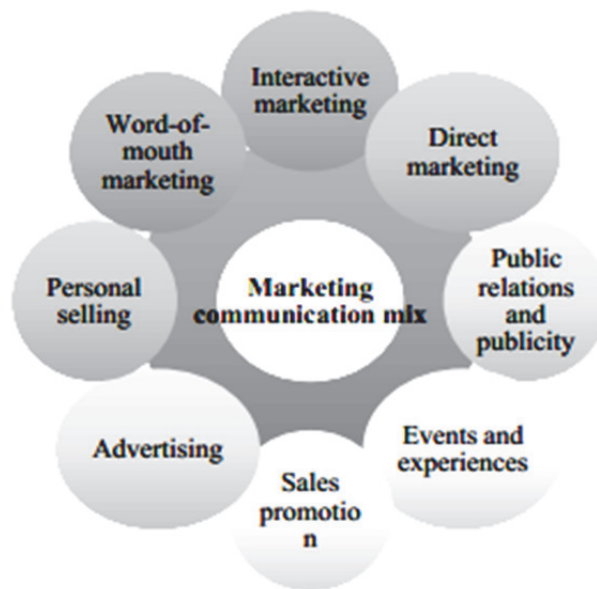 Interactive
marketing
Word-of-
mouth
marketing
Direct
marketing
Personal
selling
Marketing
communication mix
Public
relations
and
publicity
Advertising
Events and
experiences
Sales
promotio
n